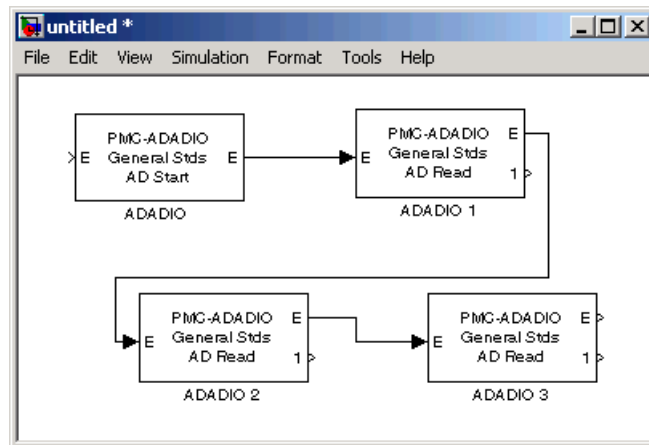 untitled *
File Edit View Simulation Format Tools Help
E
PMC-ADADIO
General Stds
AD Start
E
ADADIO
E
PMC-ADADIO
General Stds
AD Read
E
1
ADADIO 1
E
PMC-ADADIO
General Stds
AD Read
E
1
ADADIO 2
E
PMC-ADADIO
General Stds
AD Read
E
1
ADADIO 3